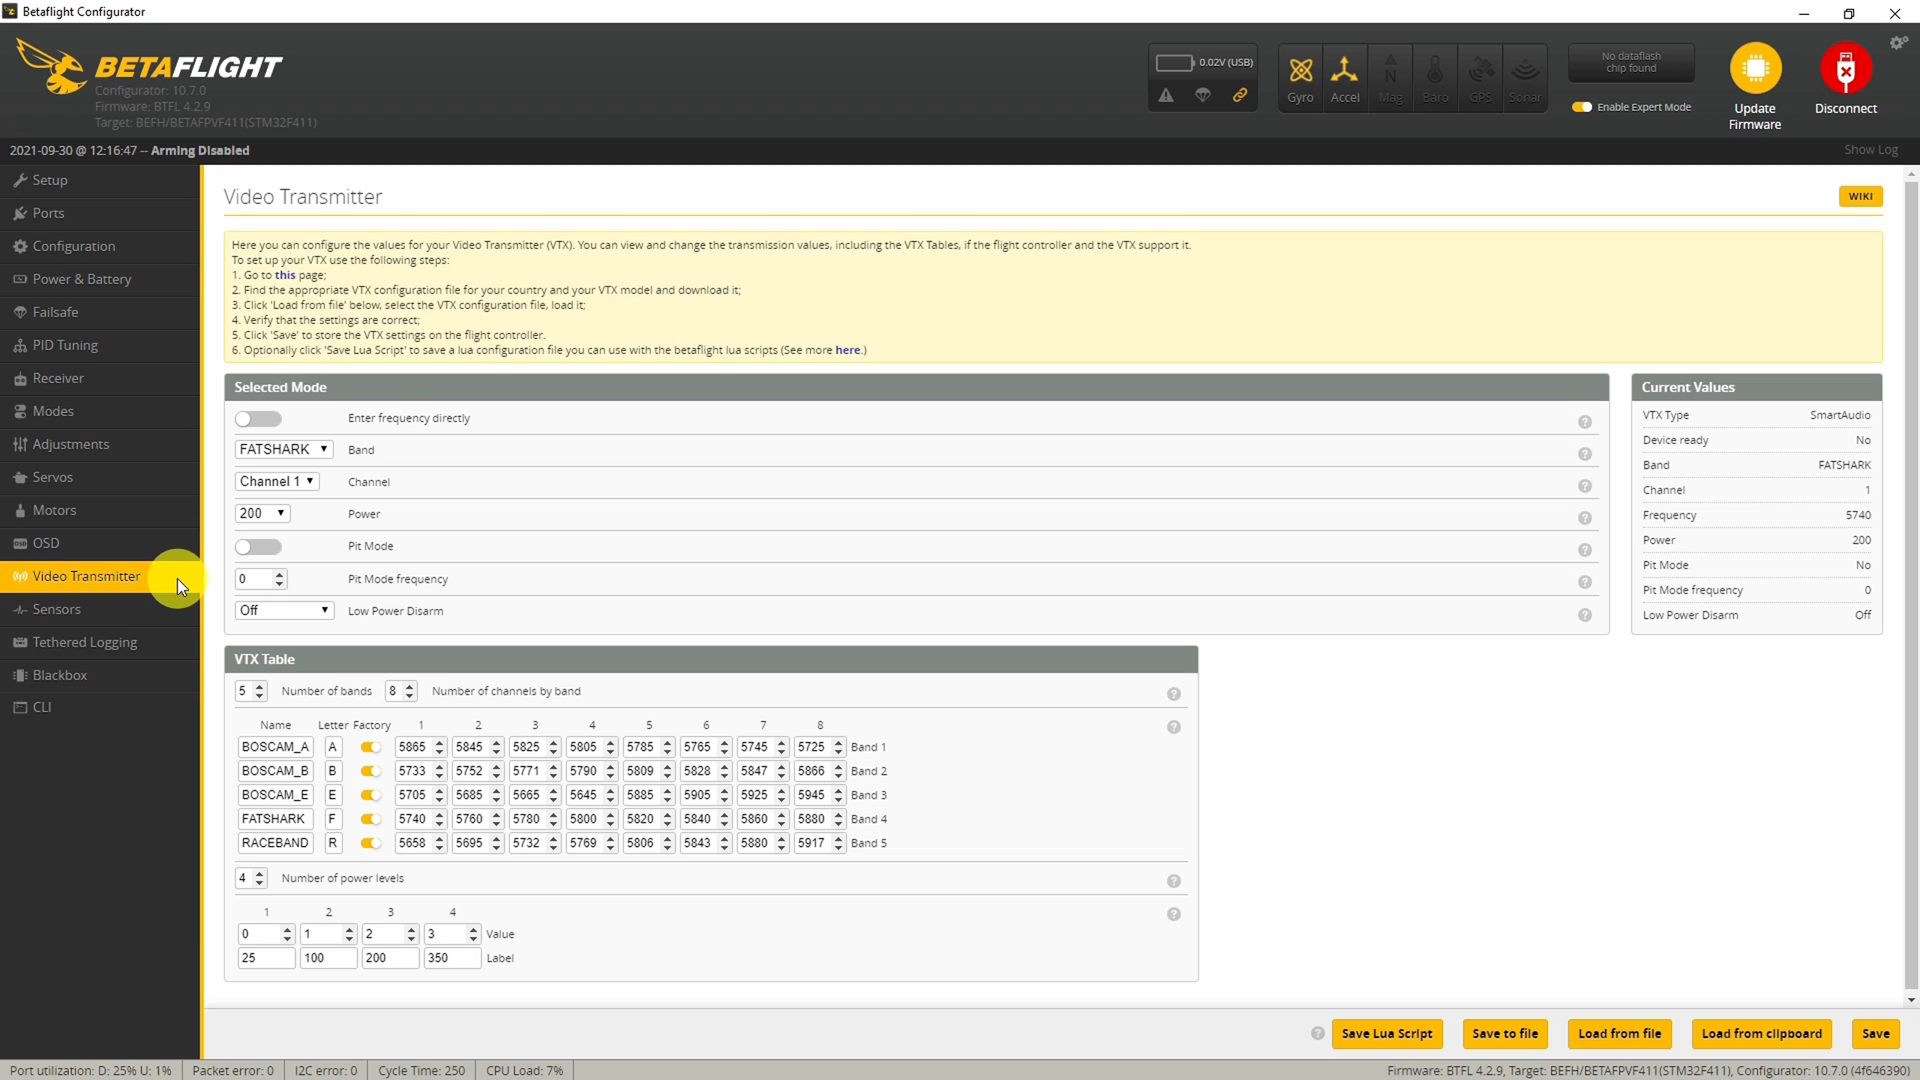 Betaflight Configurator
BETAFLIGHT
Configurator: 10.7.0
Firmware: BTFL 4.2.9
Target: BEFH/BETAFPVF411(STM32F411)
0.02V (USB)
Gyro
Accel
Mag
Baro
GPS
Sonar
No dataflash
chip found
Enable Expert Mode
Update
Firmware
Disconnect
2021-09-30 @ 12:16:47 -- Arming Disabled
Show Log
Setup
Ports
Configuration
Power & Battery
Failsafe
PID Tuning
Receiver
Modes
Adjustments
Servos
Motors
OSD
Video Transmitter
Sensors
Tethered Logging
Blackbox
CLI
Video Transmitter
WIKI
Here you can configure the values for your Video Transmitter (VTX). You can view and change the transmission values, including the VTX Tables, if the flight controller and the VTX support it.
To set up your VTX use the following steps:
1. Go to this page;
2. Find the appropriate VTX configuration file for your country and your VTX model and download it;
3. Click 'Load from file' below, select the VTX configuration file, load it;
4. Verify that the settings are correct;
5. Click 'Save' to store the VTX settings on the flight controller.
6. Optionally click 'Save Lua Script' to save a lua configuration file you can use with the betaflight lua scripts (See more here.)
Selected Mode
Enter frequency directly
FATSHARK Band
Channel 1 Channel
200 Power
Pit Mode
0 Pit Mode frequency
Off Low Power Disarm
Current Values
VTX Type SmartAudio
Device ready No
Band FATSHARK
Channel 1
Frequency 5740
Power 200
Pit Mode No
Pit Mode frequency 0
Low Power Disarm Off
VTX Table
5 Number of bands 8 Number of channels by band
Name Letter Factory 1 2 3 4 5 6 7 8
BOSCAM_A A 5865 5845 5825 5805 5785 5765 5745 5725 Band 1
BOSCAM_B B 5733 5752 5771 5790 5809 5828 5847 5866 Band 2
BOSCAM_E E 5705 5685 5665 5645 5885 5905 5925 5945 Band 3
FATSHARK F 5740 5760 5780 5800 5820 5840 5860 5880 Band 4
RACEBAND R 5658 5695 5732 5769 5806 5843 5880 5917 Band 5
4 Number of power levels
1 2 3 4
0 1 2 3 Value
25 100 200 350 Label
Save Lua Script
Save to file
Load from file
Load from clipboard
Save
Port utilization: D: 25% U: 1%
Packet error: 0
I2C error: 0
Cycle Time: 250
CPU Load: 7%
Firmware: BTFL 4.2.9, Target: BEFH/BETAFPVF411(STM32F411), Configurator: 10.7.0 (4f646390)